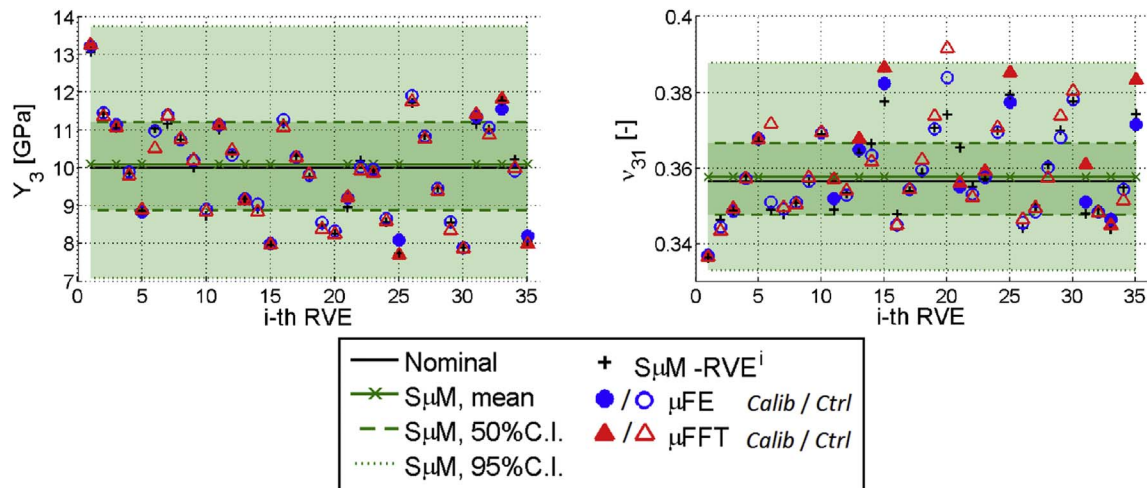 14
13
12
11
10
9
8
7
0 5 10 15 20 25 30 35
Y3 [GPa]
i-th RVE
0.4
0.38
0.36
0.34
0 5 10 15 20 25 30 35
ν31 [-]
i-th RVE
Nominal
SμM, mean
SμM, 50%C.I.
SμM, 95%C.I.
SμM -RVEⁱ
/ μFE Calib / Ctrl
/ μFFT Calib / Ctrl